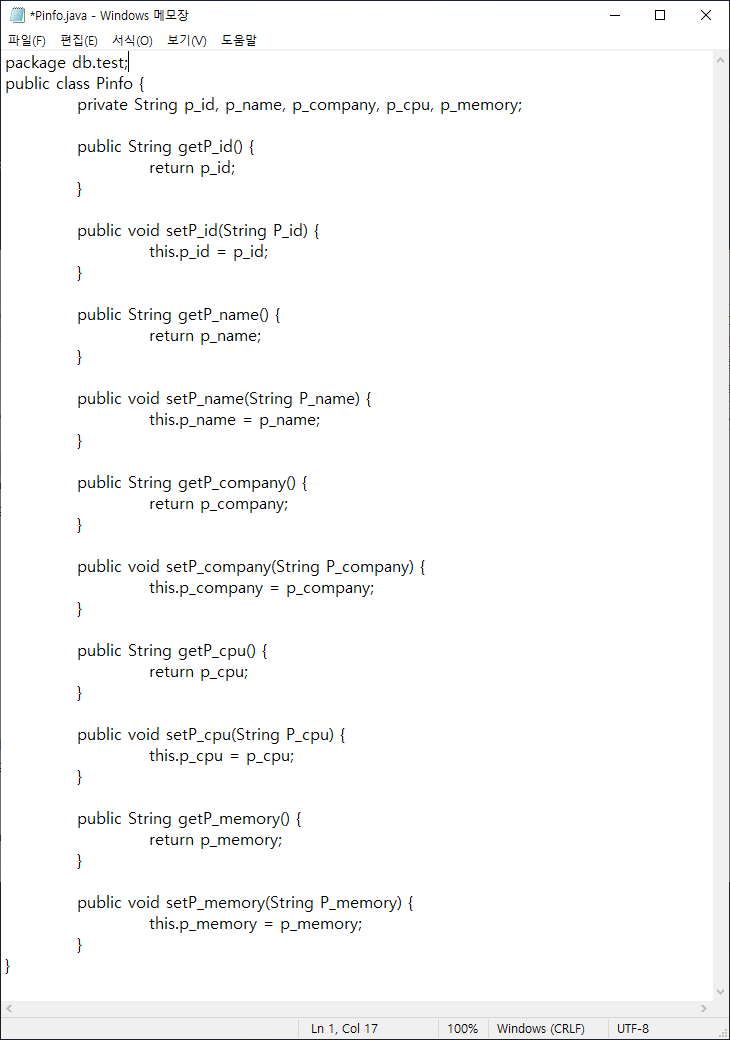 *Pinfo.java - Windows 메모장
파일(F) 편집(E) 서식(O) 보기(V) 도움말
package db.test;
public class Pinfo {
private String p_id, p_name, p_company, p_cpu, p_memory;
public String getP_id() {
return p_id;
}
public void setP_id(String P_id) {
this.p_id = p_id;
}
public String getP_name() {
return p_name;
}
public void setP_name(String P_name) {
this.p_name = p_name;
}
public String getP_company() {
return p_company;
}
public void setP_company(String P_company) {
this.p_company = p_company;
}
public String getP_cpu() {
return p_cpu;
}
public void setP_cpu(String P_cpu) {
this.p_cpu = p_cpu;
}
public String getP_memory() {
return p_memory;
}
public void setP_memory(String P_memory) {
this.p_memory = p_memory;
}
}
Ln 1, Col 17 100% Windows (CRLF) UTF-8